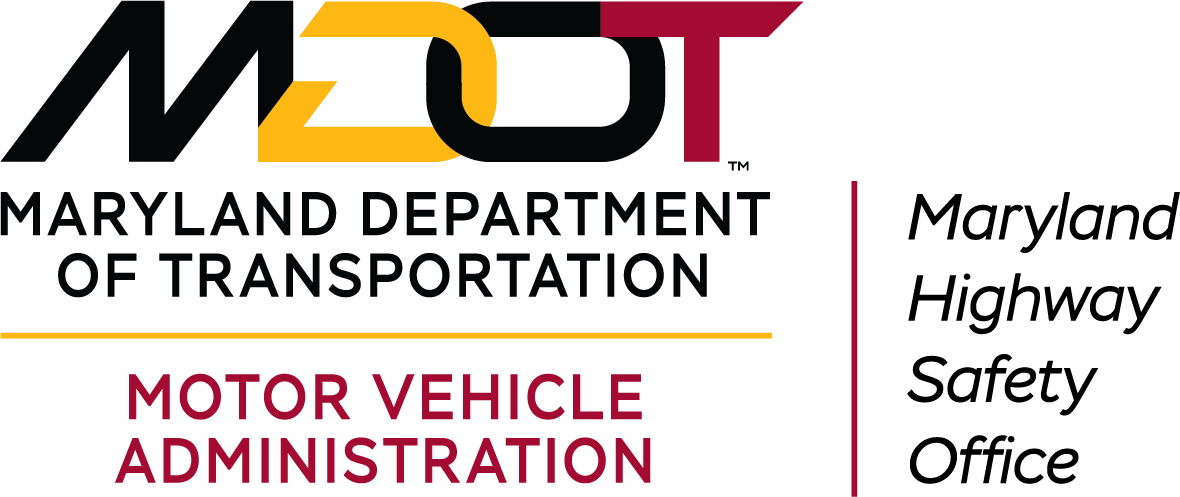 MDOT™
MARYLAND DEPARTMENT
OF TRANSPORTATION
MOTOR VEHICLE
ADMINISTRATION
Maryland
Highway
Safety
Office